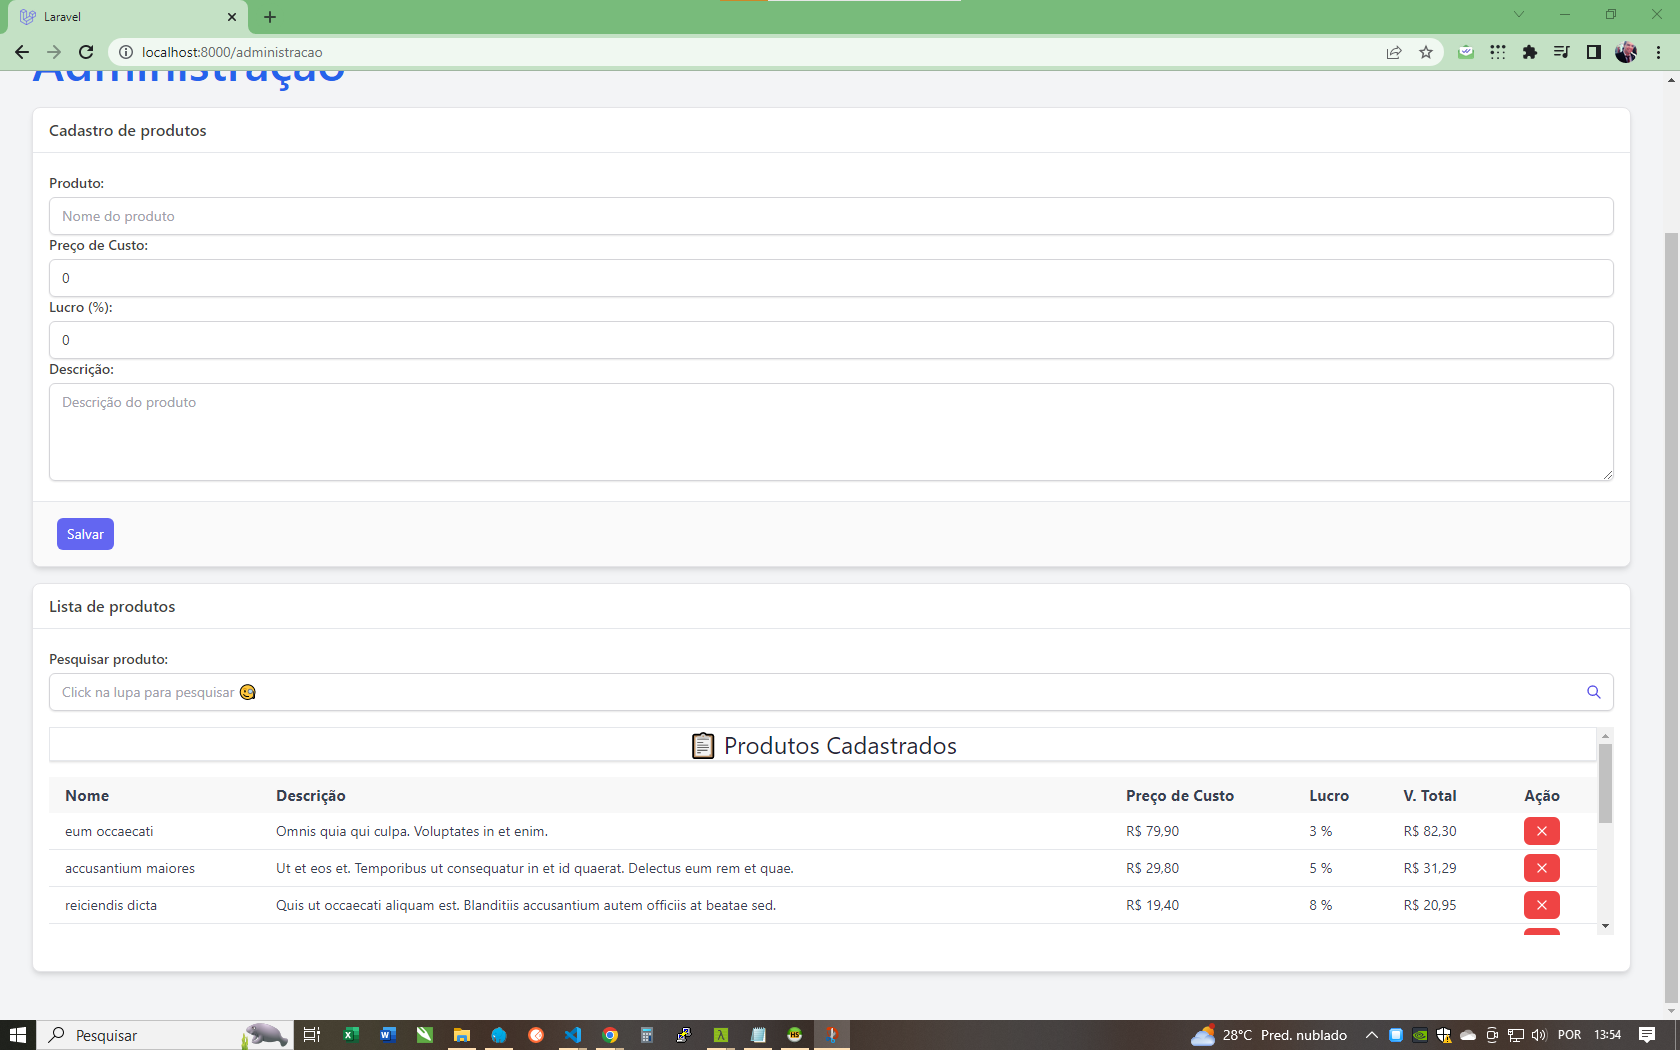 Laravel
localhost:8000/administracao
Administração
Cadastro de produtos
Produto:
Nome do produto
Preço de Custo:
0
Lucro (%):
0
Descrição:
Descrição do produto
Salvar
Lista de produtos
Pesquisar produto:
Click na lupa para pesquisar 🧐
📋 Produtos Cadastrados
Nome Descrição Preço de Custo Lucro V. Total Ação
eum occaecati Omnis quia qui culpa. Voluptates in et enim. R$ 79,90 3 % R$ 82,30
accusantium maiores Ut et eos et. Temporibus ut consequatur in et id quaerat. Delectus eum rem et quae. R$ 29,80 5 % R$ 31,29
reiciendis dicta Quis ut occaecati aliquam est. Blanditiis accusantium autem officiis at beatae sed. R$ 19,40 8 % R$ 20,95
Pesquisar 28°C Pred. nublado POR 13:54